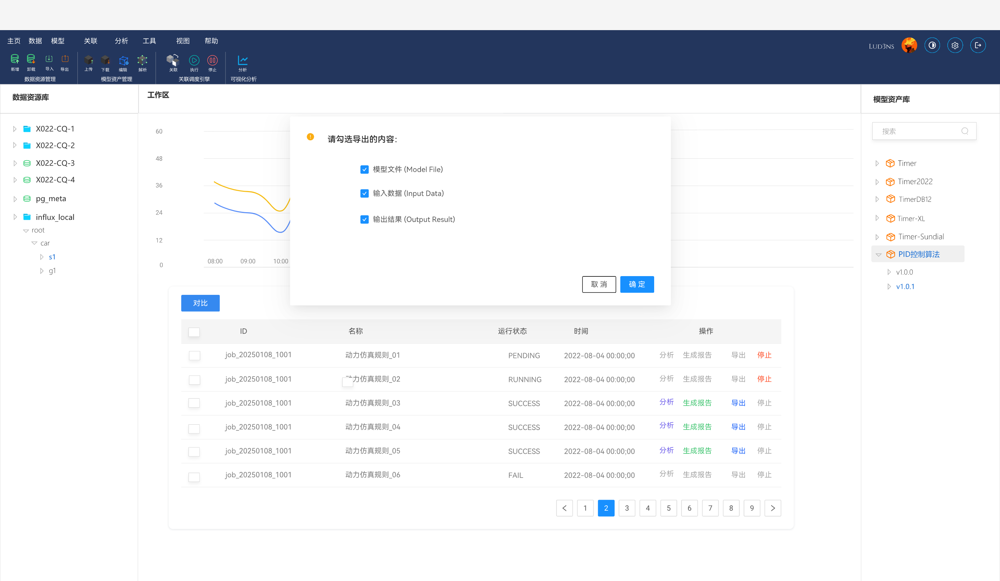 主页 数据 模型 关联 分析 工具 视图 帮助
Lud3ns
新增 卸载 导入 导出 上传 下载 编辑 解析 关联 执行 停止 分析
数据资源管理 模型资产管理 关联调度引擎 可视化分析
数据资源库
X022-CQ-1
X022-CQ-2
X022-CQ-3
X022-CQ-4
pg_meta
influx_local
root
car
s1
g1
工作区
60
48
36
24
12
0
08:00 09:00 10:00
请勾选导出的内容:
模型文件 (Model File)
输入数据 (Input Data)
输出结果 (Output Result)
取 消 确 定
对比
ID 名称 运行状态 时间 操作
job_20250108_1001 动力仿真规则_01 PENDING 2022-08-04 00:00;00 分析 生成报告 导出 停止
job_20250108_1001 动力仿真规则_02 RUNNING 2022-08-04 00:00;00 分析 生成报告 导出 停止
job_20250108_1001 动力仿真规则_03 SUCCESS 2022-08-04 00:00;00 分析 生成报告 导出 停止
job_20250108_1001 动力仿真规则_04 SUCCESS 2022-08-04 00:00;00 分析 生成报告 导出 停止
job_20250108_1001 动力仿真规则_05 SUCCESS 2022-08-04 00:00;00 分析 生成报告 导出 停止
job_20250108_1001 动力仿真规则_06 FAIL 2022-08-04 00:00;00 分析 生成报告 导出 停止
< 1 2 3 4 5 6 7 8 9 >
模型资产库
搜索
Timer
Timer2022
TimerDB12
Timer-XL
Timer-Sundial
PID控制算法
v1.0.0
v1.0.1